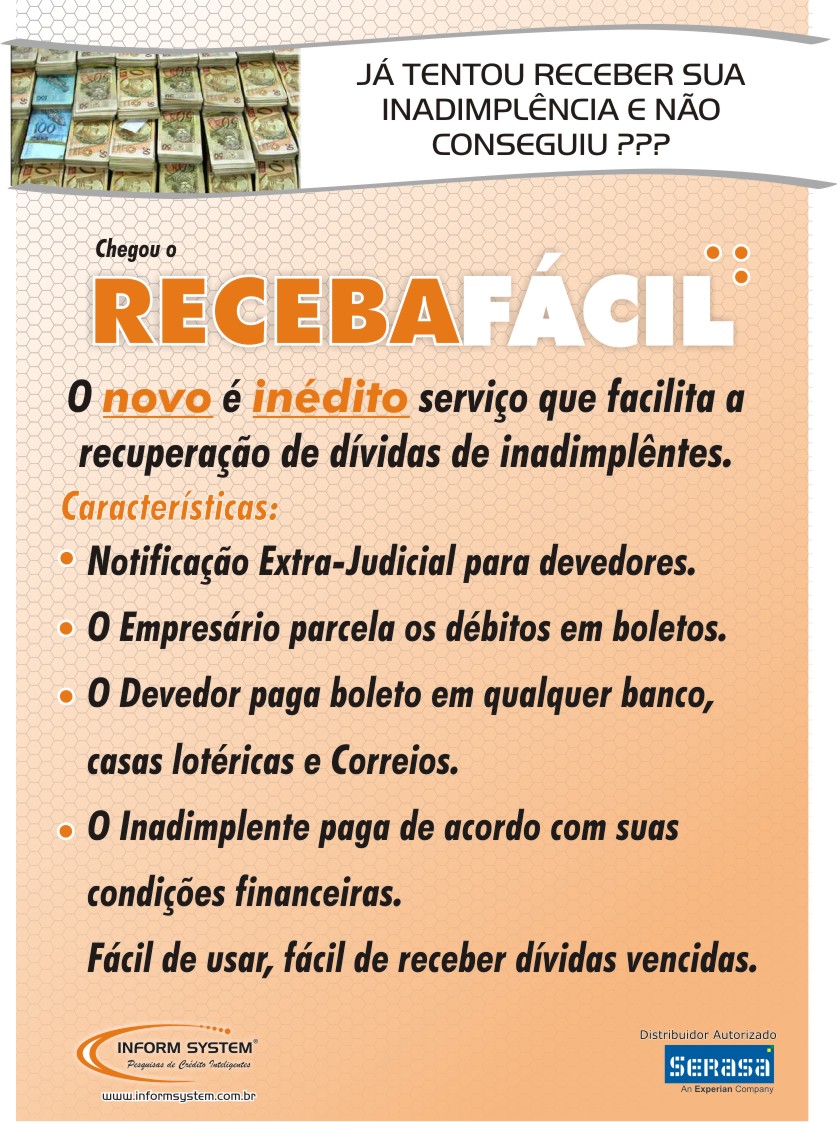 JÁ TENTOU RECEBER SUA
INADIMPLÊNCIA E NÃO
CONSEGUIU ???
Chegou o
RECEBAFÁCIL
O novo é inédito serviço que facilita a
recuperação de dívidas de inadimplêntes.
Características:
Notificação Extra-Judicial para devedores.
O Empresário parcela os débitos em boletos.
O Devedor paga boleto em qualquer banco,
casas lotéricas e Correios.
O Inadimplente paga de acordo com suas
condições financeiras.
Fácil de usar, fácil de receber dívidas vencidas.
INFORM SYSTEM®
Pesquisas de Crédito Inteligentes
www.informsystem.com.br
Distribuidor Autorizado
Serasa
An Experian Company